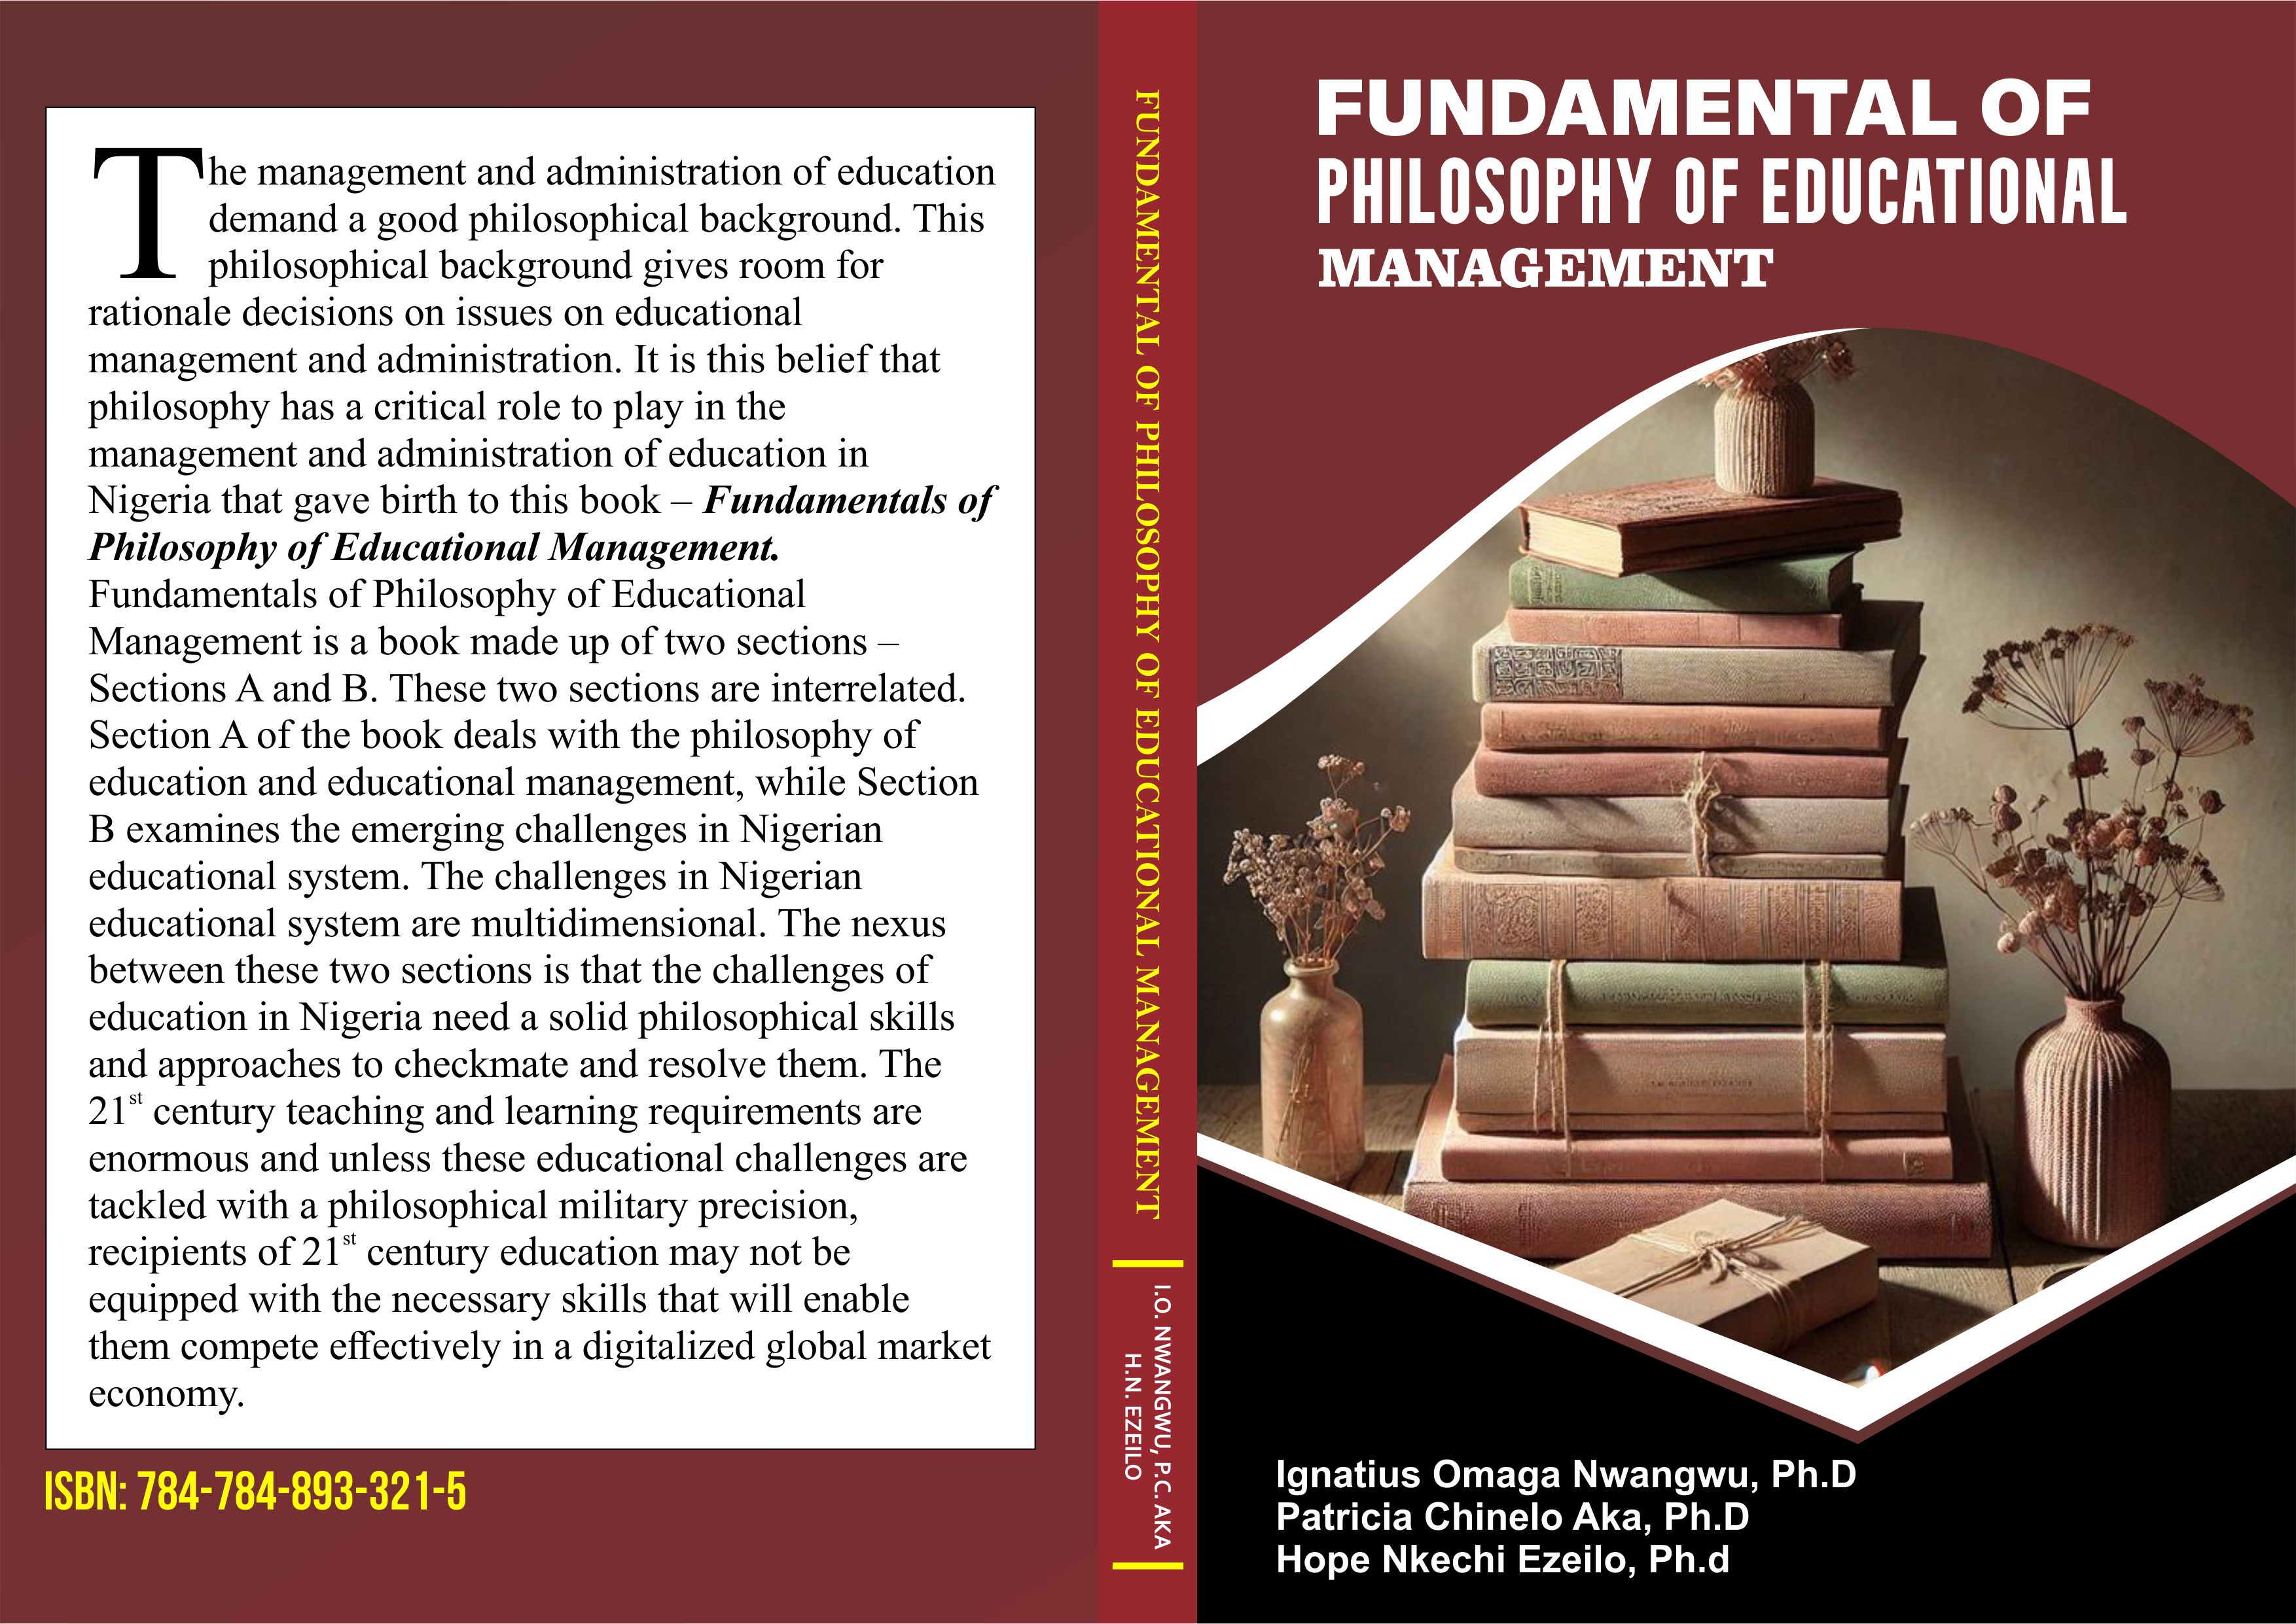 The management and administration of education
demand a good philosophical background. This
philosophical background gives room for
rationale decisions on issues on educational
management and administration. It is this belief that
philosophy has a critical role to play in the
management and administration of education in
Nigeria that gave birth to this book – Fundamentals of
Philosophy of Educational Management.
Fundamentals of Philosophy of Educational
Management is a book made up of two sections –
Sections A and B. These two sections are interrelated.
Section A of the book deals with the philosophy of
education and educational management, while Section
B examines the emerging challenges in Nigerian
educational system. The challenges in Nigerian
educational system are multidimensional. The nexus
between these two sections is that the challenges of
education in Nigeria need a solid philosophical skills
and approaches to checkmate and resolve them. The
21st century teaching and learning requirements are
enormous and unless these educational challenges are
tackled with a philosophical military precision,
recipients of 21st century education may not be
equipped with the necessary skills that will enable
them compete effectively in a digitalized global market
economy.
ISBN: 784-784-893-321-5
FUNDAMENTAL OF PHILOSOPHY OF EDUCATIONAL MANAGEMENT
I.O. NWANGWU, P.C. AKA
H.N. EZEILO
FUNDAMENTAL OF
PHILOSOPHY OF EDUCATIONAL
MANAGEMENT
Ignatius Omaga Nwangwu, Ph.D
Patricia Chinelo Aka, Ph.D
Hope Nkechi Ezeilo, Ph.d